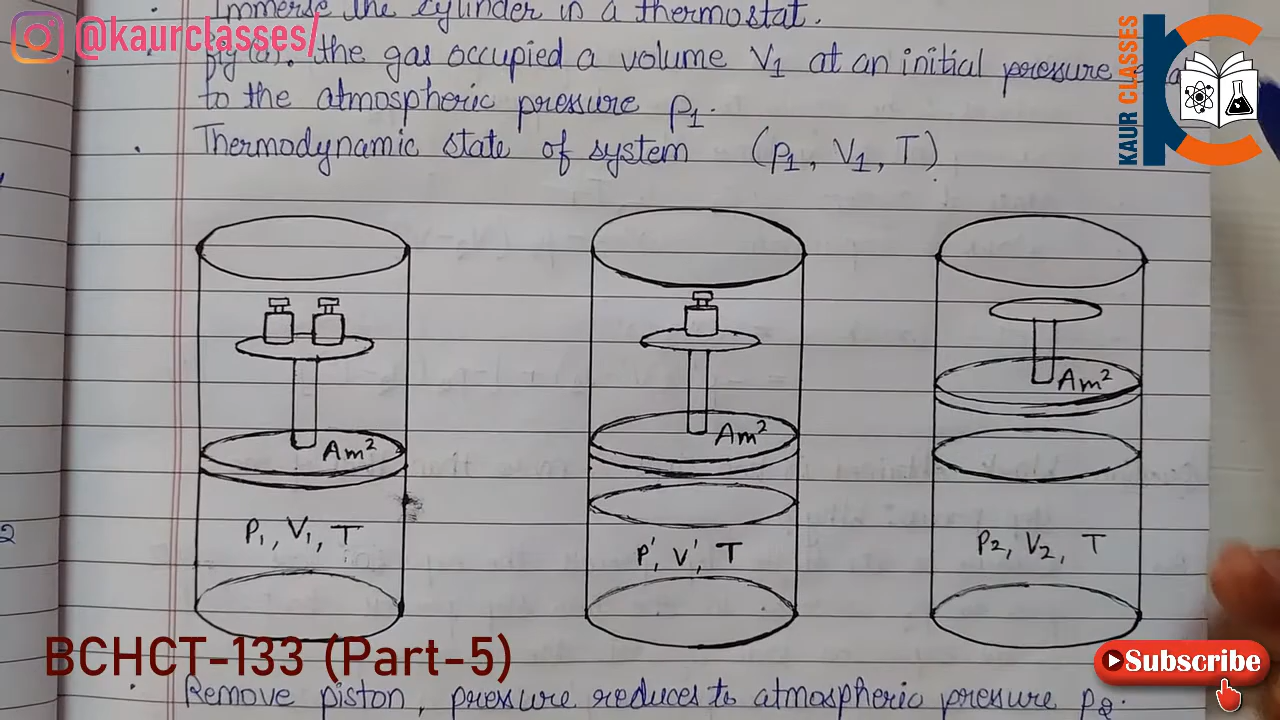 Immerse the cylinder in a thermostat.
@kaurclasses/
fig (a). the gas occupied a volume V₁ at an initial pressure
to the atmospheric pressure p₁.
Thermodynamic state of system (p₁, V₁, T)
KAUR CLASSES
Am²
Am²
Am²
P₁, V₁, T
P', V', T
P₂, V₂, T
2
BCHCT-133 (Part-5)
Subscribe
Remove piston, pressure reduces to atmospheric pressure p₂.